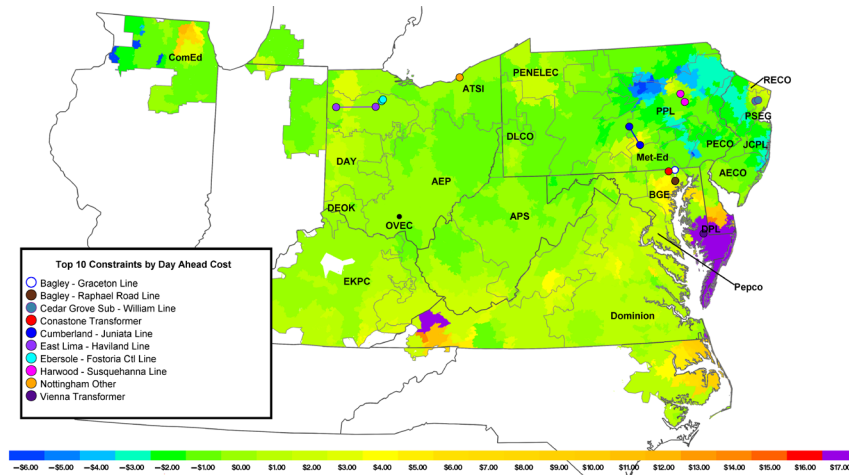 ComEd
PENELEC
ATSI
RECO
PPL
PSEG
DLCO
PECO
JCPL
Met-Ed
DAY
AECO
AEP
BGE
DEOK
APS
OVEC
DPL
EKPC
Pepco
Dominion
Top 10 Constraints by Day Ahead Cost
Bagley - Graceton Line
Bagley - Raphael Road Line
Cedar Grove Sub - William Line
Conastone Transformer
Cumberland - Juniata Line
East Lima - Haviland Line
Ebersole - Fostoria Ctl Line
Harwood - Susquehanna Line
Nottingham Other
Vienna Transformer
−$6.00 −$5.00 −$4.00 −$3.00 −$2.00 −$1.00 $0.00 $1.00 $2.00 $3.00 $4.00 $5.00 $6.00 $7.00 $8.00 $9.00 $10.00 $11.00 $12.00 $13.00 $14.00 $15.00 $16.00 $17.00